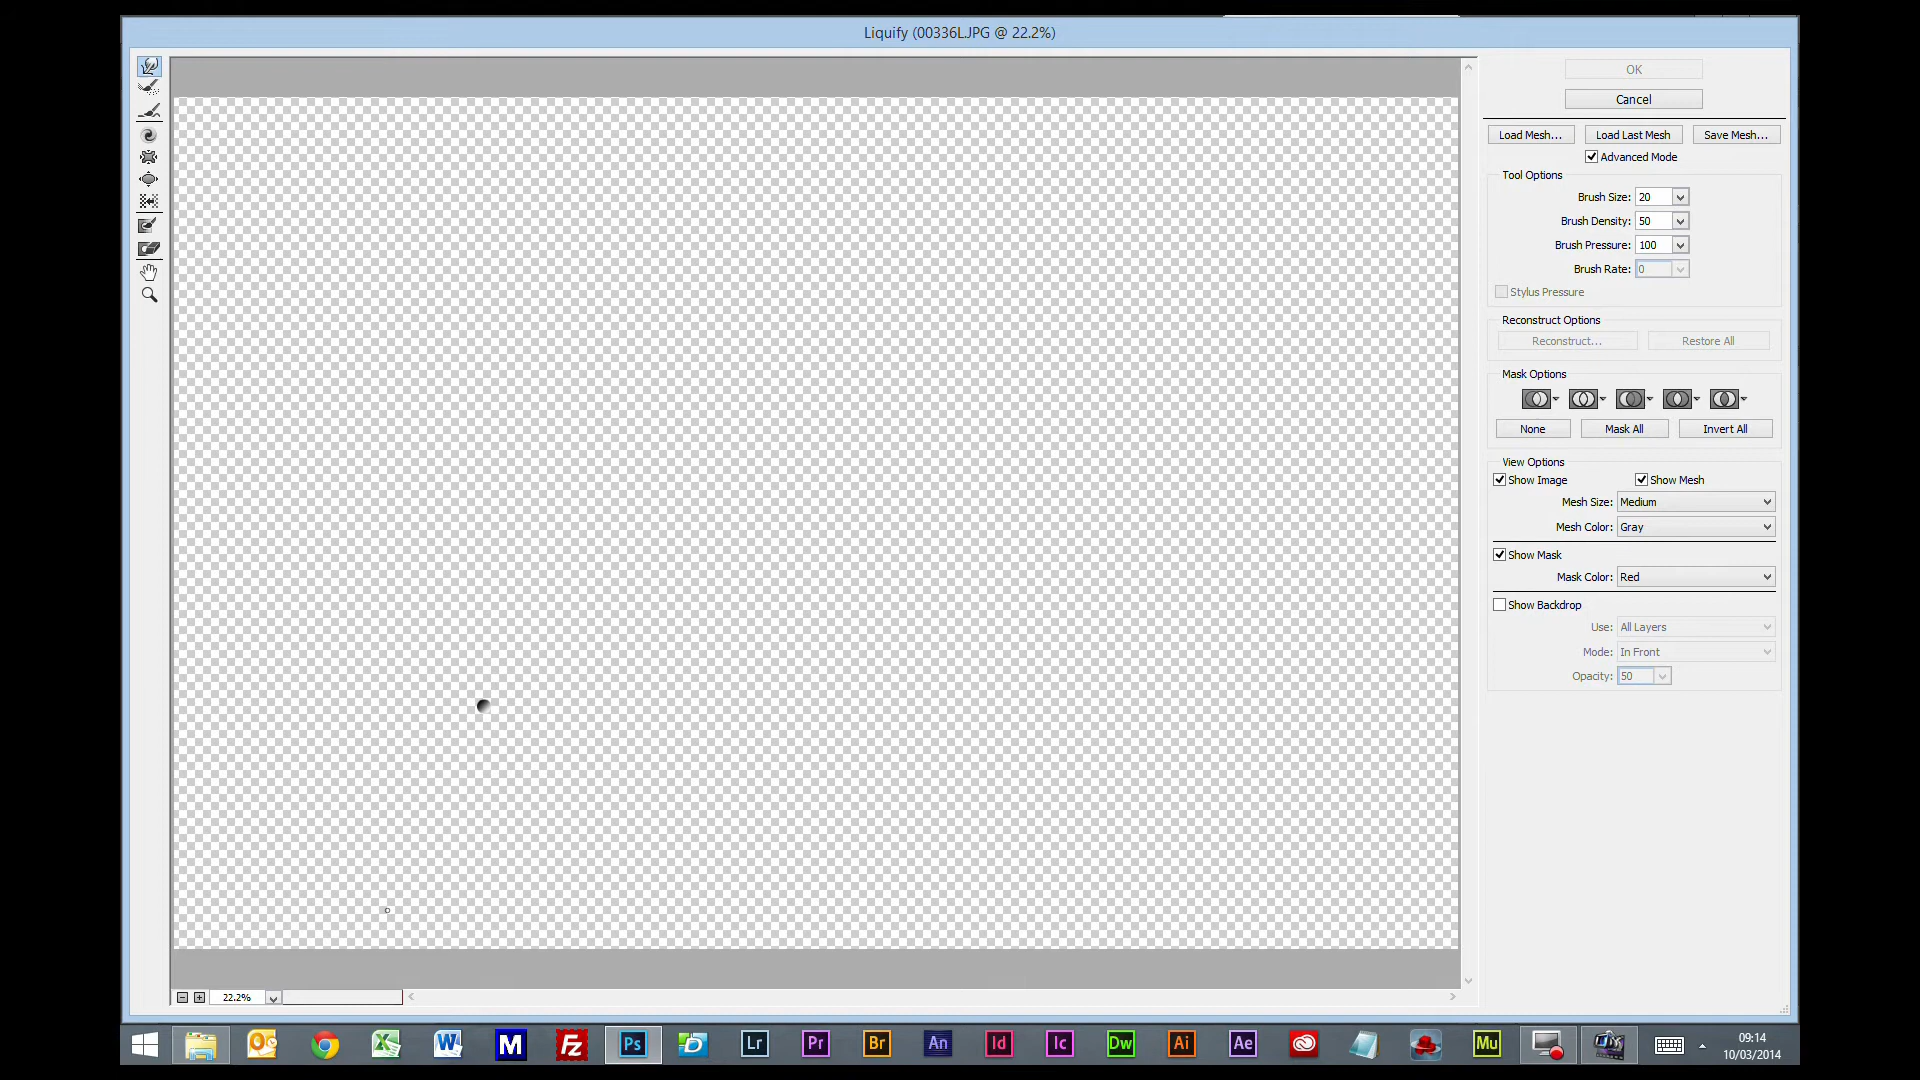 Liquify (00336L.JPG @ 22.2%)
OK
Cancel
Load Mesh... Load Last Mesh Save Mesh...
Advanced Mode
Tool Options
Brush Size: 20
Brush Density: 50
Brush Pressure: 100
Brush Rate: 0
Stylus Pressure
Reconstruct Options
Reconstruct... Restore All
Mask Options
None Mask All Invert All
View Options
Show Image Show Mesh
Mesh Size: Medium
Mesh Color: Gray
Show Mask
Mask Color: Red
Show Backdrop
Use: All Layers
Mode: In Front
Opacity: 50
22.2%
Ps Lr Pr Br An Id Ic Dw Ai Ae Mu
M Fz
09:14
10/03/2014